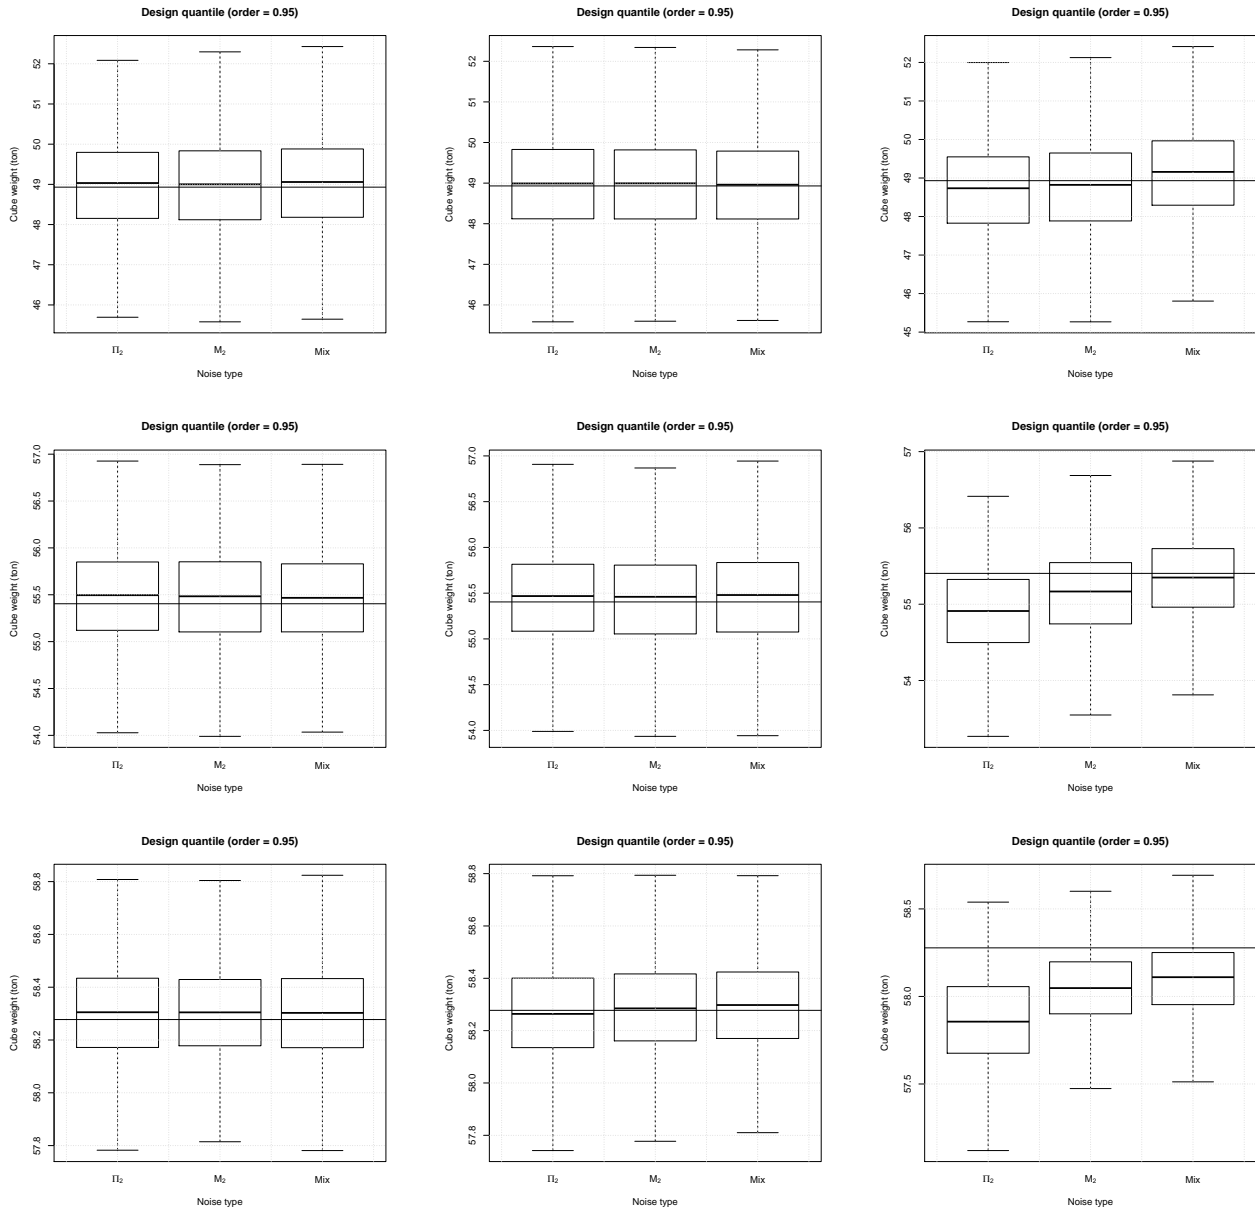 Design quantile (order = 0.95)
Cube weight (ton)
52
51
50
49
48
47
46
Π₂
M₂
Mix
Noise type
Design quantile (order = 0.95)
Cube weight (ton)
52
51
50
49
48
47
46
Π₂
M₂
Mix
Noise type
Design quantile (order = 0.95)
Cube weight (ton)
52
51
50
49
48
47
46
45
Π₂
M₂
Mix
Noise type
Design quantile (order = 0.95)
Cube weight (ton)
57.0
56.5
56.0
55.5
55.0
54.5
54.0
Π₂
M₂
Mix
Noise type
Design quantile (order = 0.95)
Cube weight (ton)
57.0
56.5
56.0
55.5
55.0
54.5
54.0
Π₂
M₂
Mix
Noise type
Design quantile (order = 0.95)
Cube weight (ton)
57
56
55
54
Π₂
M₂
Mix
Noise type
Design quantile (order = 0.95)
Cube weight (ton)
58.8
58.6
58.4
58.2
58.0
57.8
Π₂
M₂
Mix
Noise type
Design quantile (order = 0.95)
Cube weight (ton)
58.8
58.6
58.4
58.2
58.0
57.8
Π₂
M₂
Mix
Noise type
Design quantile (order = 0.95)
Cube weight (ton)
58.5
58.0
57.5
Π₂
M₂
Mix
Noise type